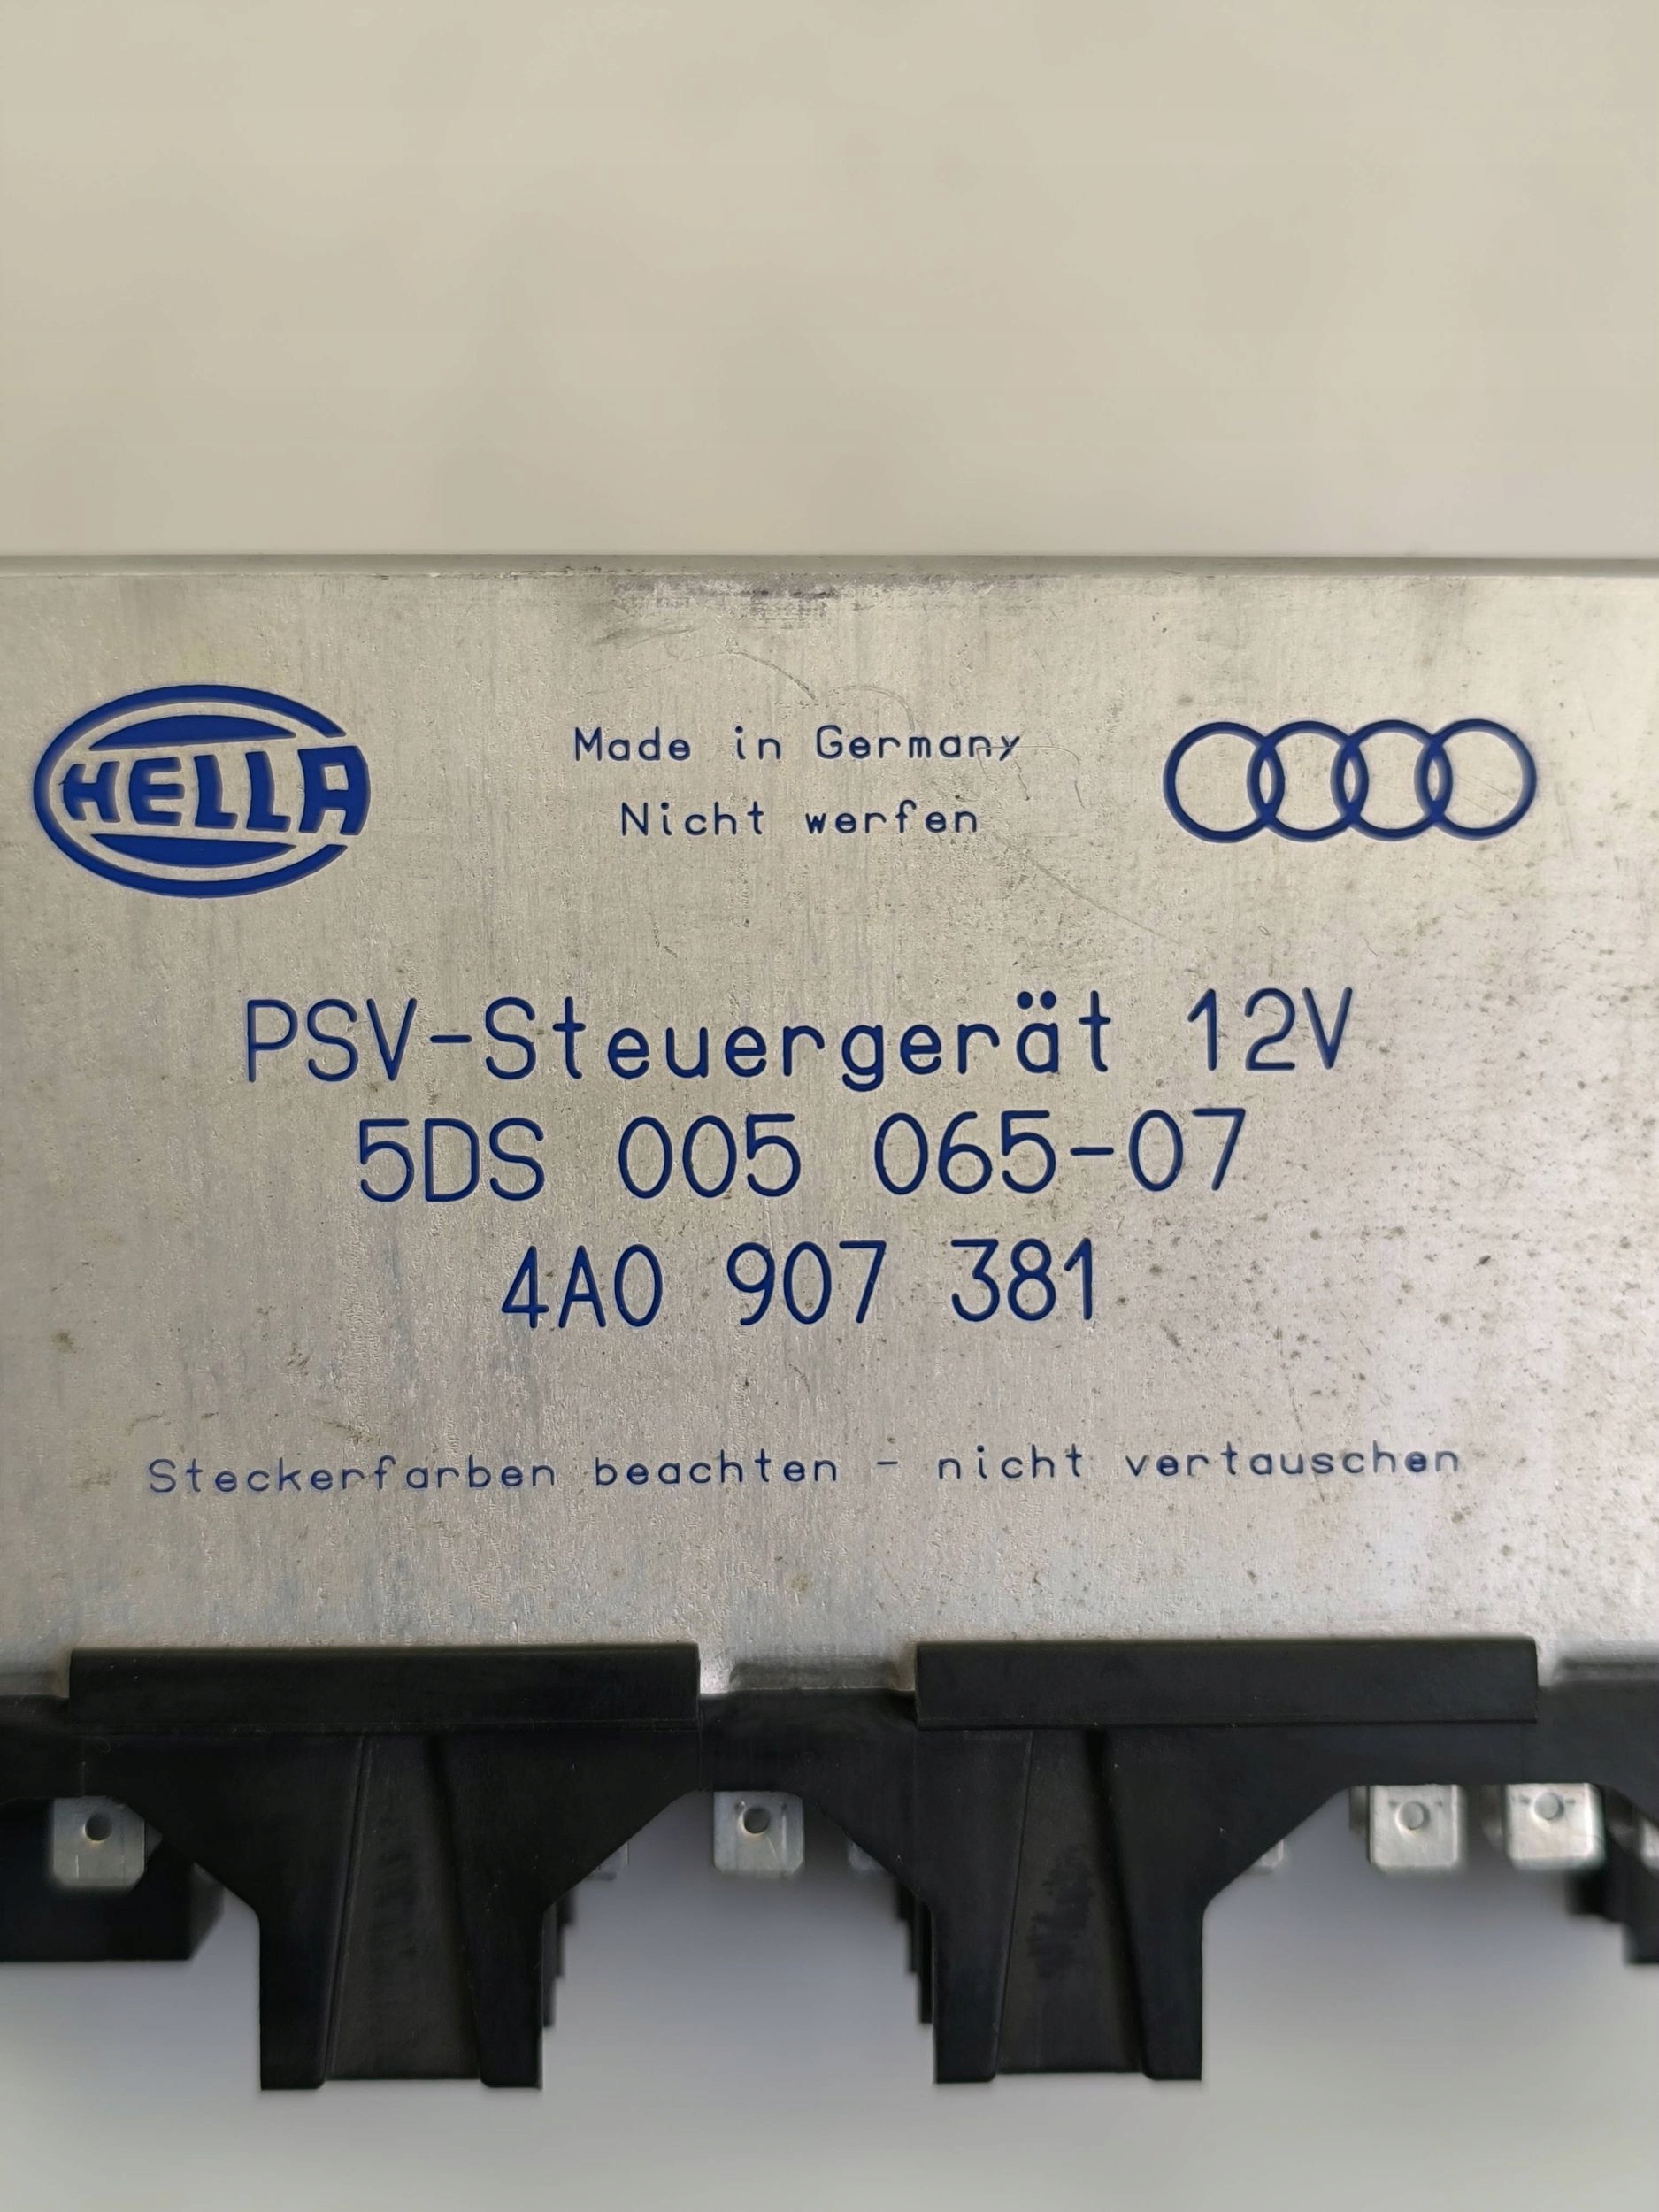 HELLA
Made in Germany
Nicht werfen
PSV-Steuergerät 12V
5DS 005 065-07
4A0 907 381
Steckerfarben beachten - nicht vertauschen